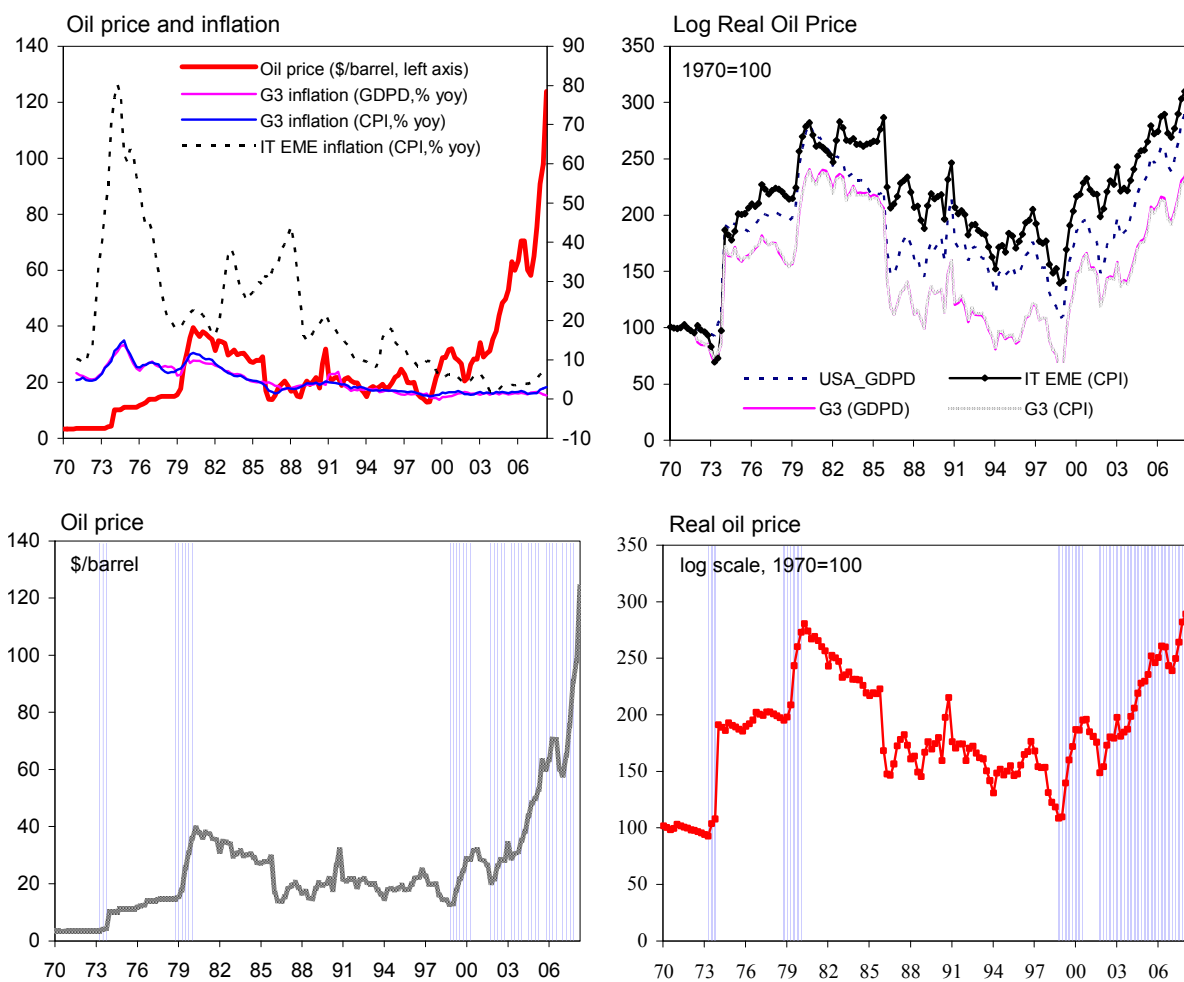 Oil price and inflation
140
120
100
80
60
40
20
0
90
80
70
60
50
40
30
20
10
0
-10
Oil price ($/barrel, left axis)
G3 inflation (GDPD,% yoy)
G3 inflation (CPI,% yoy)
IT EME inflation (CPI,% yoy)
70 73 76 79 82 85 88 91 94 97 00 03 06
Log Real Oil Price
1970=100
350
300
250
200
150
100
50
0
USA_GDPD IT EME (CPI)
G3 (GDPD) G3 (CPI)
70 73 76 79 82 85 88 91 94 97 00 03 06
Oil price
$/barrel
140
120
100
80
60
40
20
0
70 73 76 79 82 85 88 91 94 97 00 03 06
Real oil price
log scale, 1970=100
350
300
250
200
150
100
50
0
70 73 76 79 82 85 88 91 94 97 00 03 06